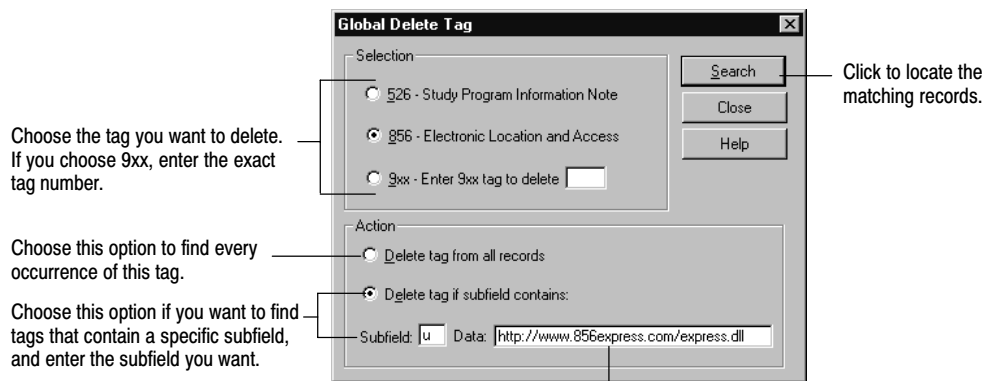 Global Delete Tag
Selection
526 - Study Program Information Note
856 - Electronic Location and Access
9xx - Enter 9xx tag to delete
Search
Close
Help
Click to locate the
matching records.
Choose the tag you want to delete.
If you choose 9xx, enter the exact
tag number.
Action
Delete tag from all records
Delete tag if subfield contains:
Subfield: u Data: http://www.856express.com/express.dll
Choose this option to find every
occurrence of this tag.
Choose this option if you want to find
tags that contain a specific subfield,
and enter the subfield you want.